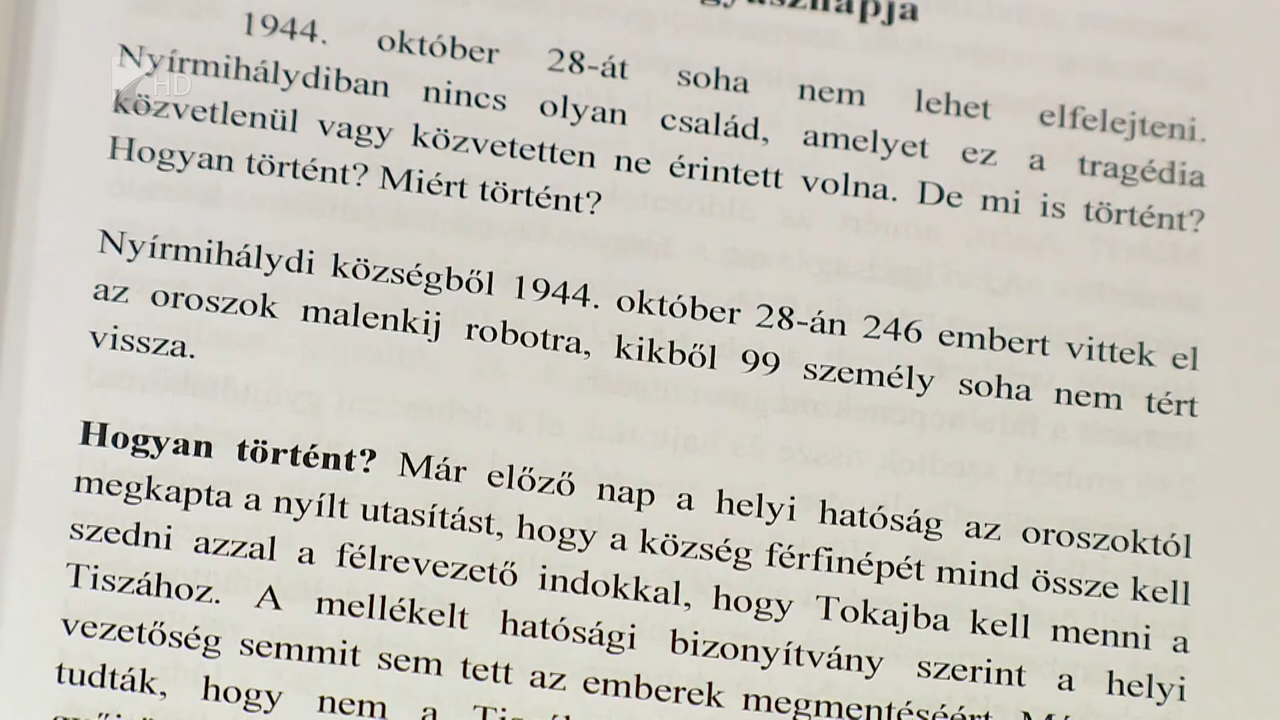 1944. október 28-át soha nem lehet elfelejteni.
Nyírmihálydiban nincs olyan család, amelyet ez a tragédia
közvetlenül vagy közvetetten ne érintett volna. De mi is történt?
Hogyan történt? Miért történt?
Nyírmihálydi községből 1944. október 28-án 246 embert vittek el
az oroszok malenkij robotra, kikből 99 személy soha nem tért
vissza.
Hogyan történt? Már előző nap a helyi hatóság az oroszoktól
megkapta a nyílt utasítást, hogy a község férfinépét mind össze kell
szedni azzal a félrevezető indokkal, hogy Tokajba kell menni a
Tiszához. A mellékelt hatósági bizonyítvány szerint a helyi
vezetőség semmit sem tett az emberek megmentéséért.
tudták, hogy nem a
HD